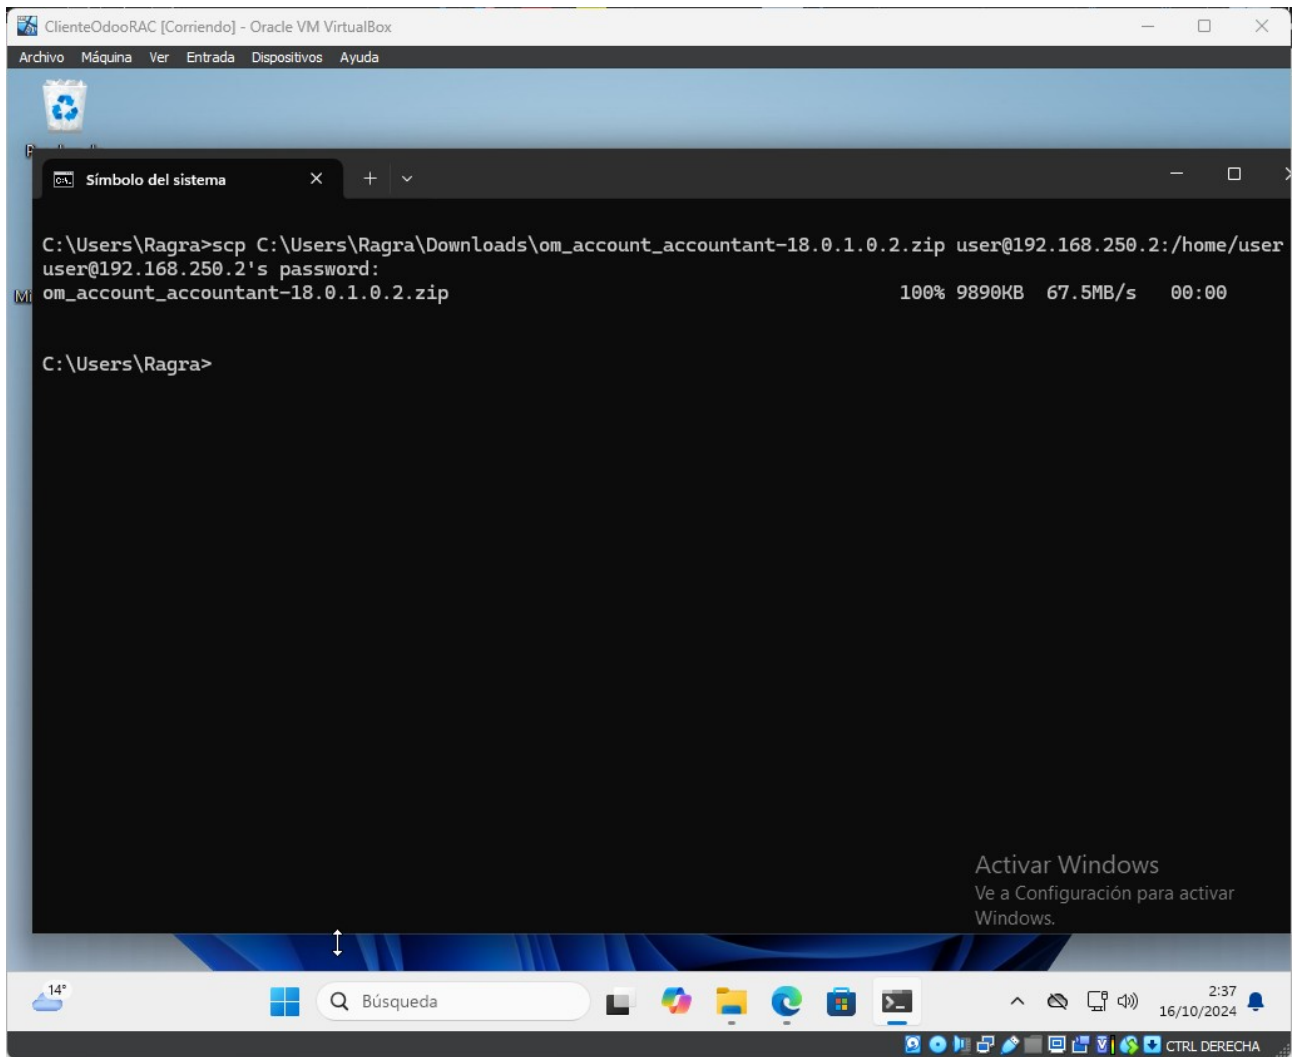 ClienteOdooRAC [Corriendo] - Oracle VM VirtualBox
Archivo Máquina Ver Entrada Dispositivos Ayuda
Símbolo del sistema
C:\Users\Ragra>scp C:\Users\Ragra\Downloads\om_account_accountant-18.0.1.0.2.zip user@192.168.250.2:/home/user
user@192.168.250.2's password:
om_account_accountant-18.0.1.0.2.zip 100% 9890KB 67.5MB/s 00:00
C:\Users\Ragra>
Activar Windows
Ve a Configuración para activar
Windows.
14°
Búsqueda
2:37
16/10/2024
CTRL DERECHA